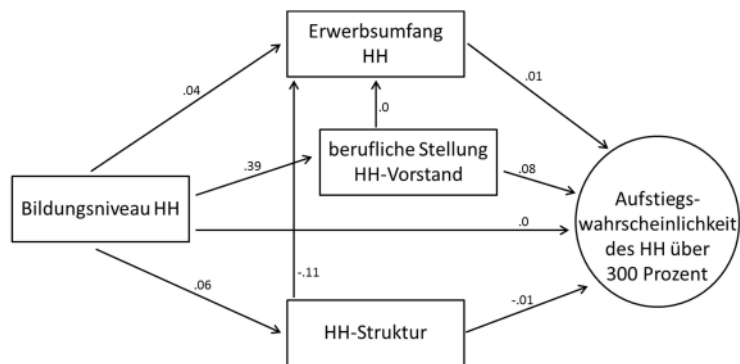 Erwerbsumfang
HH
.04
.01
.0
berufliche Stellung
HH-Vorstand
.39
.08
Bildungsniveau HH
.0
Aufstiegs-
wahrscheinlichkeit
des HH über
300 Prozent
.06
-.11
-.01
HH-Struktur